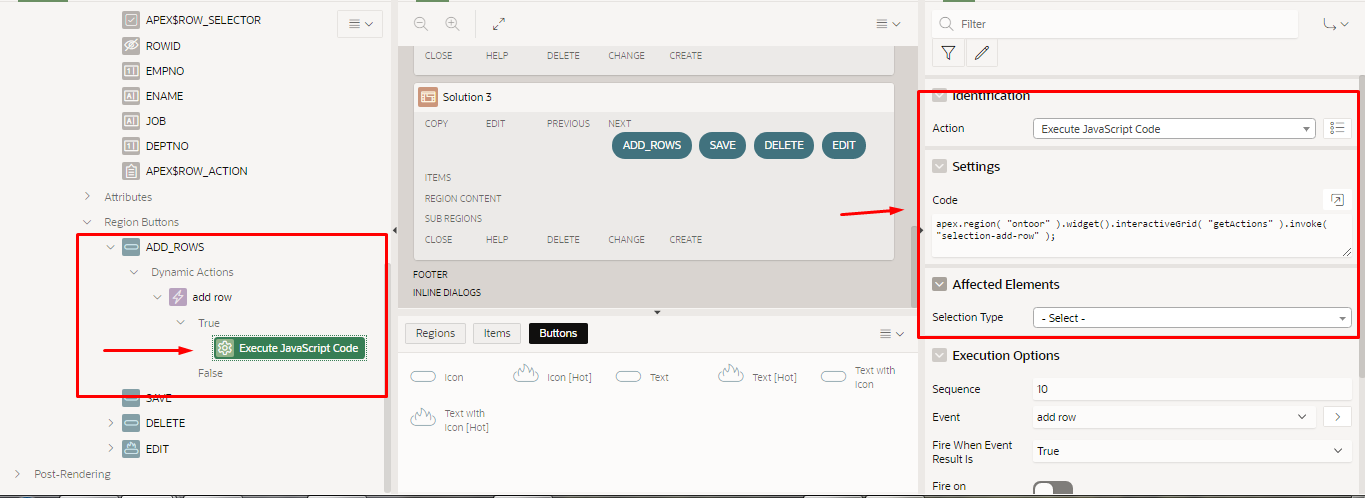 APEX$ROW_SELECTOR
ROWID
EMPNO
ENAME
JOB
DEPTNO
APEX$ROW_ACTION
Attributes
Region Buttons
ADD_ROWS
Dynamic Actions
add row
True
Execute JavaScript Code
False
SAVE
DELETE
EDIT
Post-Rendering
CLOSE HELP DELETE CHANGE CREATE
Solution 3
COPY EDIT PREVIOUS NEXT
ADD_ROWS SAVE DELETE EDIT
ITEMS
REGION CONTENT
SUB REGIONS
CLOSE HELP DELETE CHANGE CREATE
FOOTER
INLINE DIALOGS
Regions Items Buttons
Icon Icon [Hot] Text Text [Hot] Text with
Icon
Text with
Icon [Hot]
Filter
Identification
Action Execute JavaScript Code
Settings
Code
apex.region( "ontoor" ).widget().interactiveGrid( "getActions" ).invoke(
"selection-add-row" );
Affected Elements
Selection Type - Select -
Execution Options
Sequence 10
Event add row
Fire When Event
Result Is True
Fire on